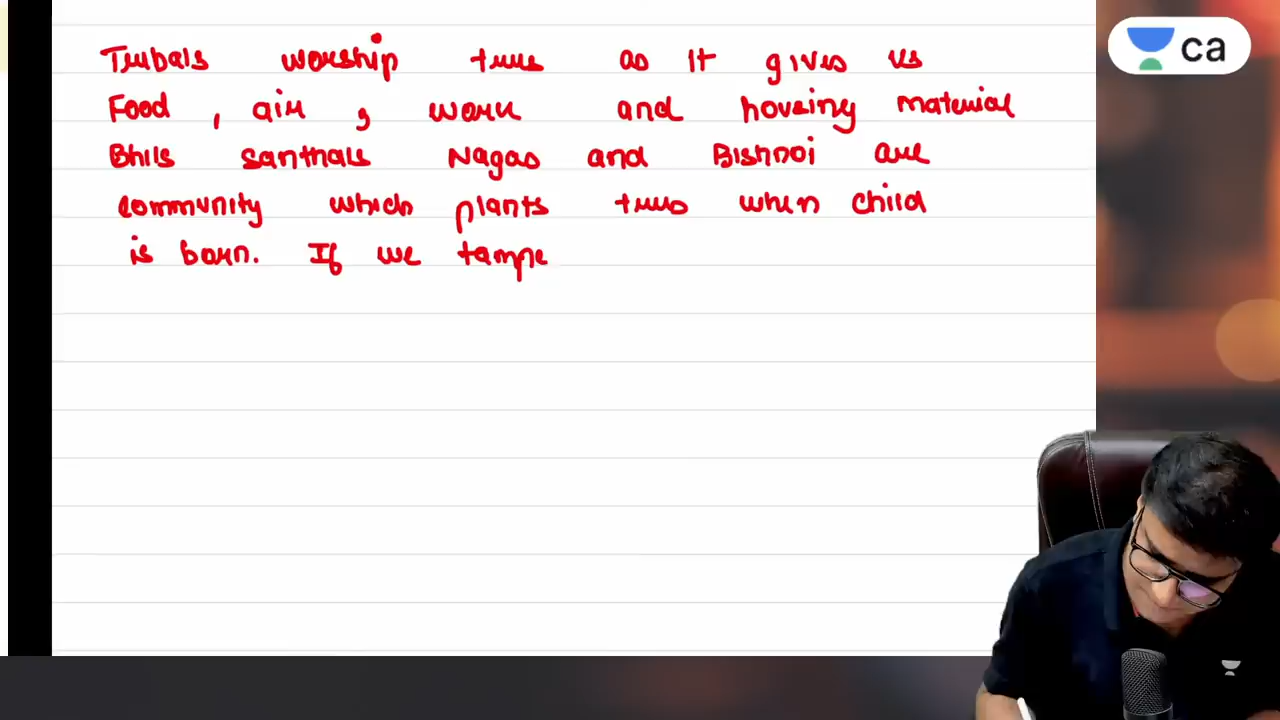 Tribals worship trees as it gives us
Food, air, work and housing material
Bhils santhals Nagas and Bishnoi are
community which plants trees when child
is born. If we tampe
ca